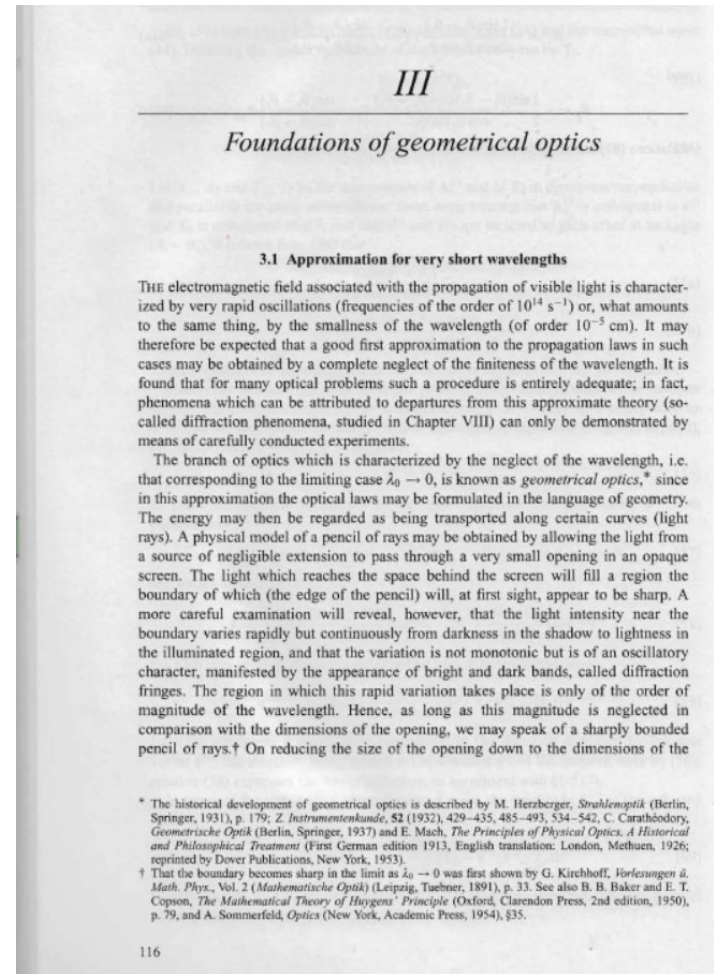 III
Foundations of geometrical optics
3.1 Approximation for very short wavelengths
THE electromagnetic field associated with the propagation of visible light is character-
ized by very rapid oscillations (frequencies of the order of 10¹⁴ s⁻¹) or, what amounts
to the same thing, by the smallness of the wavelength (of order 10⁻⁵ cm). It may
therefore be expected that a good first approximation to the propagation laws in such
cases may be obtained by a complete neglect of the finiteness of the wavelength. It is
found that for many optical problems such a procedure is entirely adequate; in fact,
phenomena which can be attributed to departures from this approximate theory (so-
called diffraction phenomena, studied in Chapter VIII) can only be demonstrated by
means of carefully conducted experiments.
The branch of optics which is characterized by the neglect of the wavelength, i.e.
that corresponding to the limiting case λ₀ → 0, is known as geometrical optics,* since
in this approximation the optical laws may be formulated in the language of geometry.
The energy may then be regarded as being transported along certain curves (light
rays). A physical model of a pencil of rays may be obtained by allowing the light from
a source of negligible extension to pass through a very small opening in an opaque
screen. The light which reaches the space behind the screen will fill a region the
boundary of which (the edge of the pencil) will, at first sight, appear to be sharp. A
more careful examination will reveal, however, that the light intensity near the
boundary varies rapidly but continuously from darkness in the shadow to lightness in
the illuminated region, and that the variation is not monotonic but is of an oscillatory
character, manifested by the appearance of bright and dark bands, called diffraction
fringes. The region in which this rapid variation takes place is only of the order of
magnitude of the wavelength. Hence, as long as this magnitude is neglected in
comparison with the dimensions of the opening, we may speak of a sharply bounded
pencil of rays.† On reducing the size of the opening down to the dimensions of the
* The historical development of geometrical optics is described by M. Herzberger, Strahlenoptik (Berlin,
Springer, 1931), p. 179; Z. Instrumentenkunde, 52 (1932), 429–435, 485–493, 534–542, C. Carathéodory,
Geometrische Optik (Berlin, Springer, 1937) and E. Mach, The Principles of Physical Optics, A Historical
and Philosophical Treatment (First German edition 1913, English translation: London, Methuen, 1926;
reprinted by Dover Publications, New York, 1953).
† That the boundary becomes sharp in the limit as λ₀ → 0 was first shown by G. Kirchhoff, Vorlesungen ü.
Math. Phys., Vol. 2 (Mathematische Optik) (Leipzig, Tuebner, 1891), p. 33. See also B. B. Baker and E. T.
Copson, The Mathematical Theory of Huygens' Principle (Oxford, Clarendon Press, 2nd edition, 1950),
p. 79, and A. Sommerfeld, Optics (New York, Academic Press, 1954), §35.
116